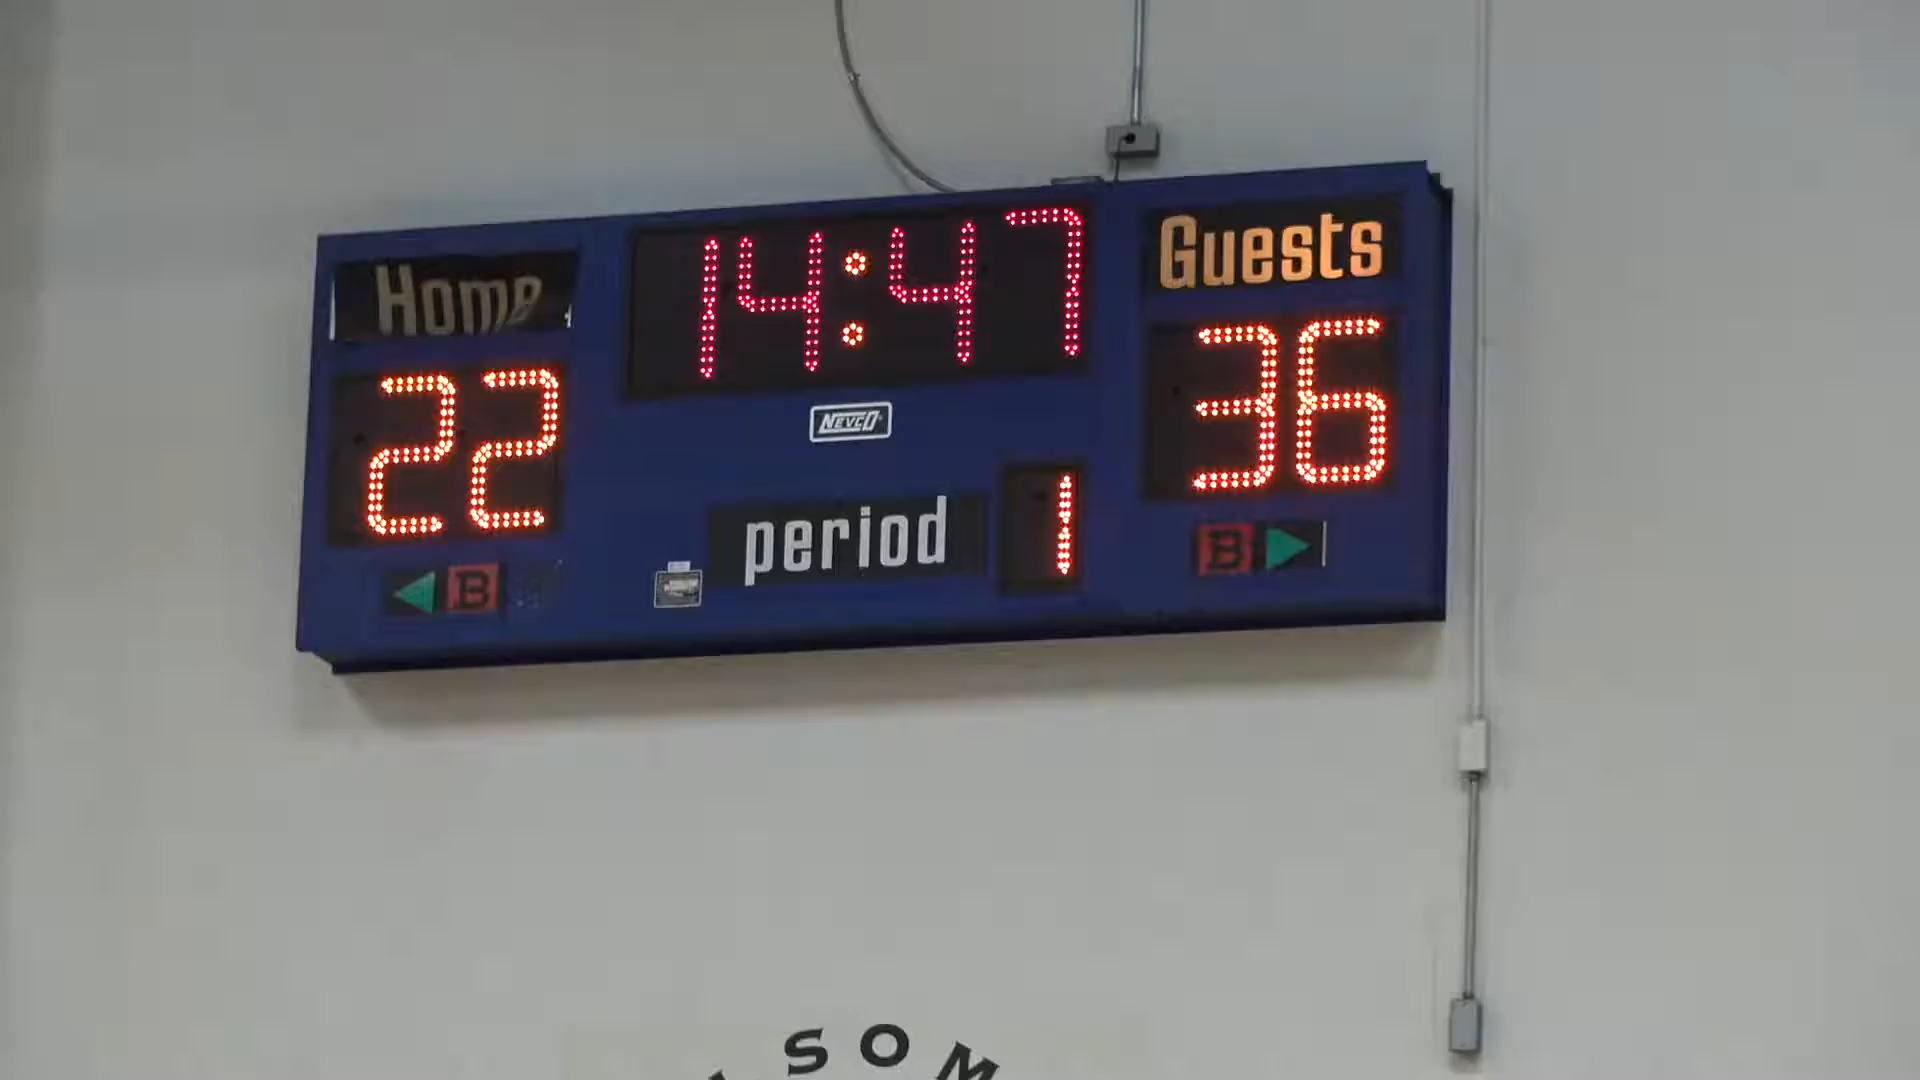 Home
14:47
Guests
22
36
NEVCO
period 1
B
B
SOM